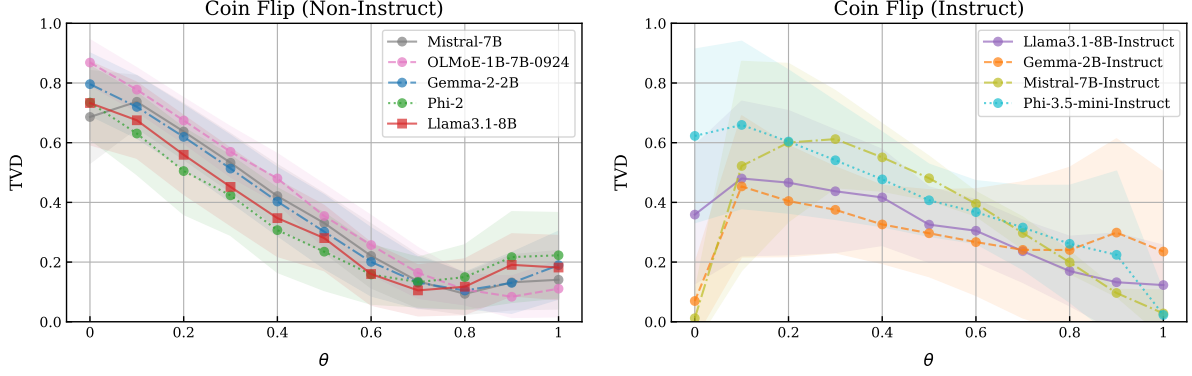 Coin Flip (Non-Instruct)
TVD
1.0
0.8
0.6
0.4
0.2
0.0
0
0.2
0.4
0.6
0.8
1
θ
Mistral-7B
OLMoE-1B-7B-0924
Gemma-2-2B
Phi-2
Llama3.1-8B
Coin Flip (Instruct)
TVD
1.0
0.8
0.6
0.4
0.2
0.0
0
0.2
0.4
0.6
0.8
1
θ
Llama3.1-8B-Instruct
Gemma-2B-Instruct
Mistral-7B-Instruct
Phi-3.5-mini-Instruct